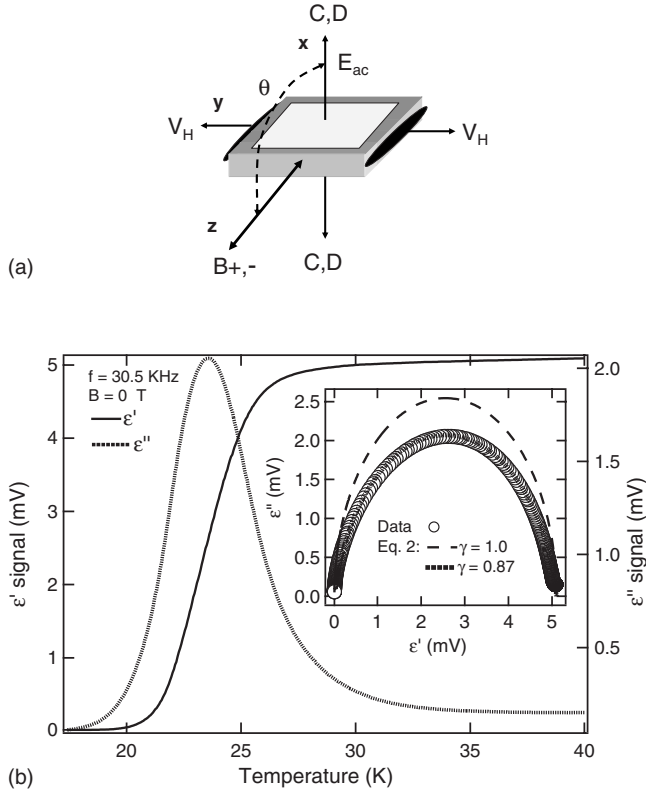 C,D
x
E_ac
θ
y
V_H
V_H
z
B+,-
C,D
(a)
f = 30.5 KHz
B = 0 T
ε'
ε''
5
4
3
2
1
0
ε' signal (mV)
2.0
1.5
1.0
0.5
ε'' signal (mV)
2.5
2.0
1.5
1.0
0.5
0.0
ε'' (mV)
Data
Eq. 2: γ = 1.0
γ = 0.87
0 1 2 3 4 5
ε' (mV)
20 25 30 35 40
Temperature (K)
(b)